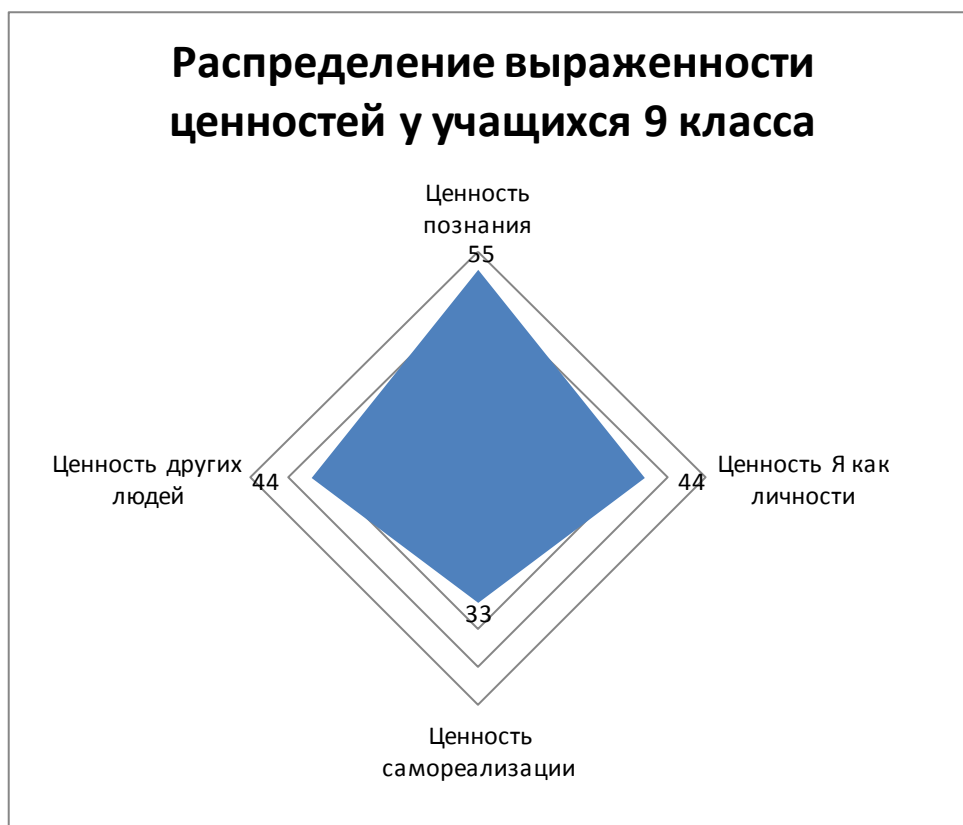 Распределение выраженности
ценностей у учащихся 9 класса
Ценность
познания
55
Ценность других
людей
44
44
Ценность Я как
личности
33
Ценность
самореализации